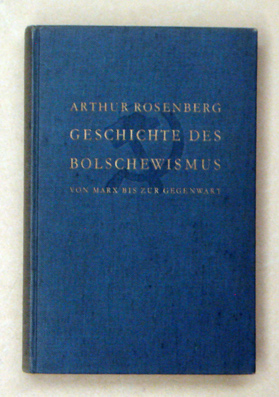 ARTHUR ROSENBERG
GESCHICHTE DES
BOLSCHEWISMUS
VON MARX BIS ZUR GEGENWART